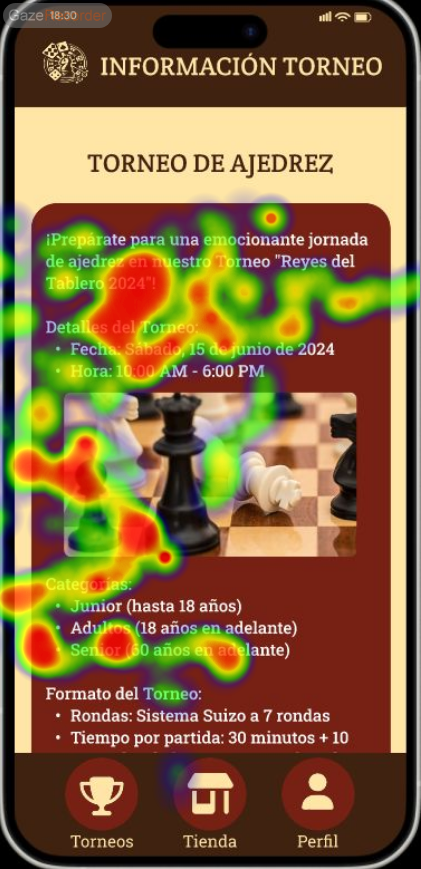 GazeRecorder
18:30
INFORMACIÓN TORNEO
TORNEO DE AJEDREZ
¡Prepárate para una emocionante jornada
de ajedrez en nuestro Torneo "Reyes del
Tablero 2024"!
Detalles del Torneo:
• Fecha: Sábado, 15 de junio de 2024
• Hora: 10:00 AM - 6:00 PM
Categorías:
• Junior (hasta 18 años)
• Adultos (18 años en adelante)
• Senior (60 años en adelante)
Formato del Torneo:
• Rondas: Sistema Suizo a 7 rondas
• Tiempo por partida: 30 minutos + 10
Torneos
Tienda
Perfil